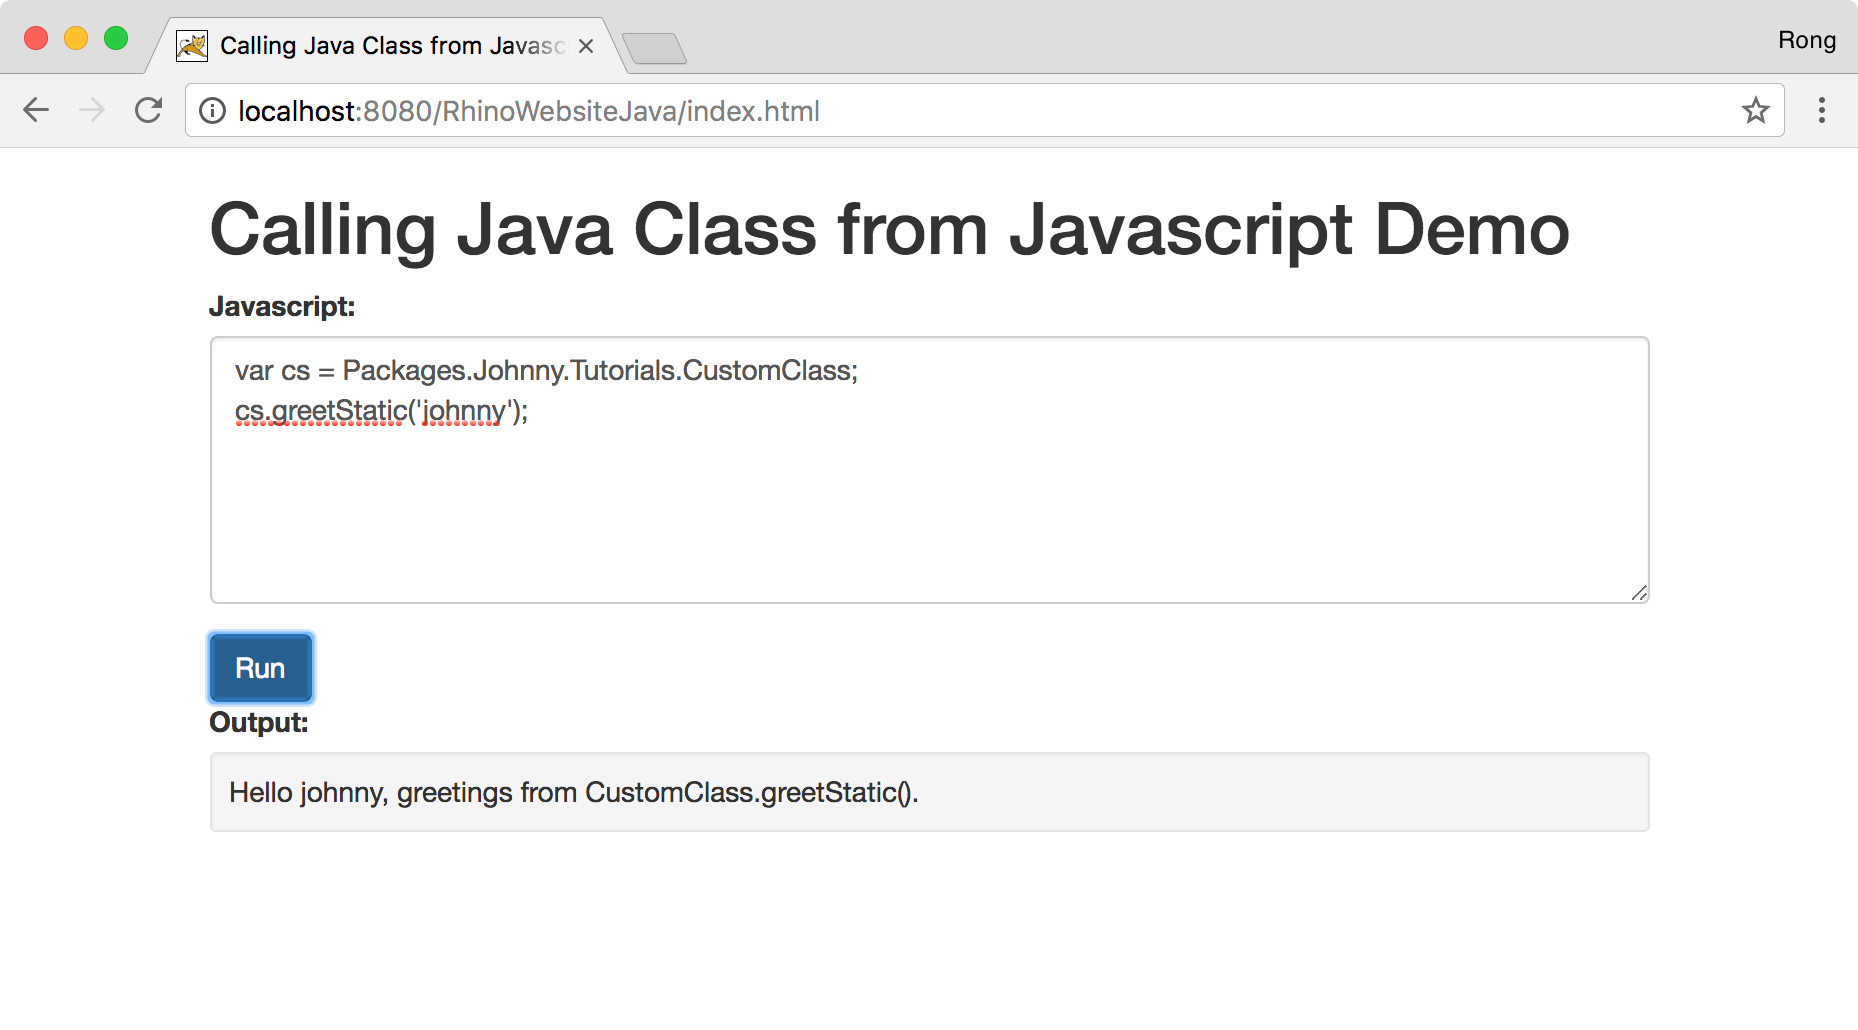 Calling Java Class from Javasc
Rong
localhost:8080/RhinoWebsiteJava/index.html
Calling Java Class from Javascript Demo
Javascript:
var cs = Packages.Johnny.Tutorials.CustomClass;
cs.greetStatic('johnny');
Run
Output:
Hello johnny, greetings from CustomClass.greetStatic().